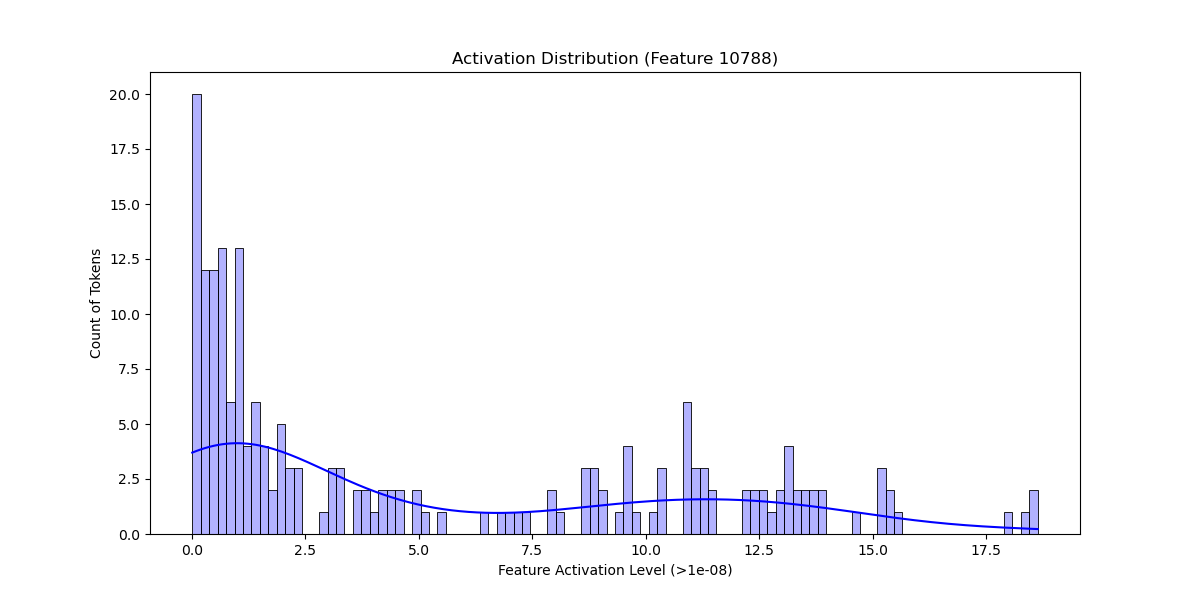 Activation Distribution (Feature 10788)
20.0
17.5
15.0
12.5
10.0
7.5
5.0
2.5
0.0
Count of Tokens
0.0 2.5 5.0 7.5 10.0 12.5 15.0 17.5
Feature Activation Level (>1e-08)